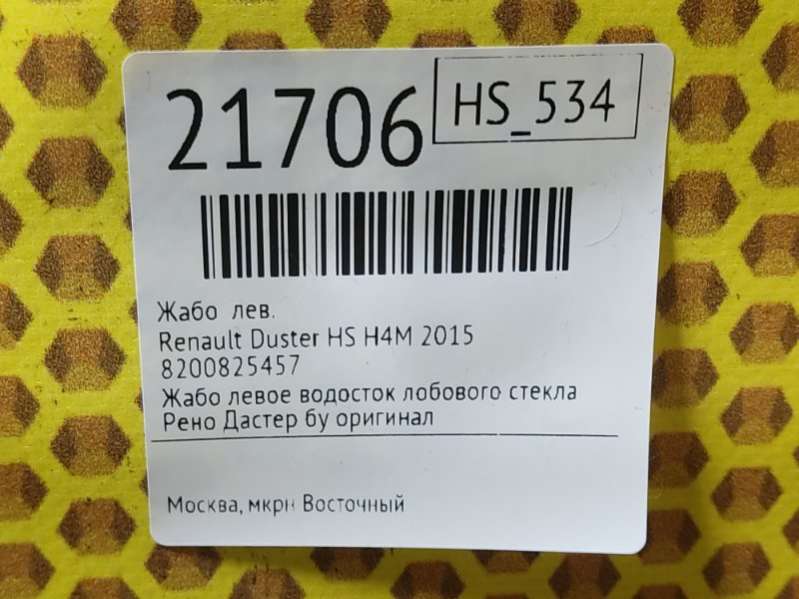 21706
HS_534
Жабо лев.
Renault Duster HS H4M 2015
8200825457
Жабо левое водосток лобового стекла
Рено Дастер бу оригинал
Москва, мкрн Восточный